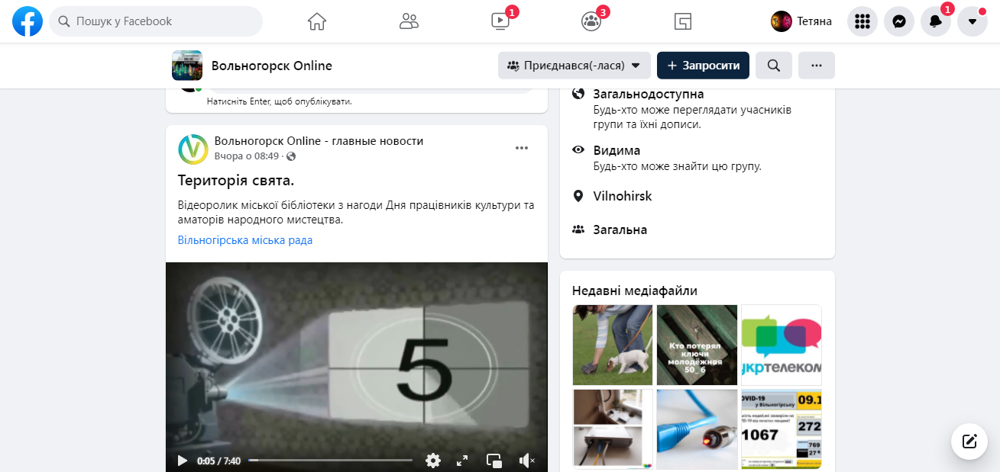 Пошук у Facebook
1
3
Тетяна
1
Вольногорск Online
Приєднався(-лася)
+ Запросити
Натисніть Enter, щоб опублікувати.
Вольногорск Online - главные новости
Вчора о 08:49 ·
Територія свята.
Відеоролик міської бібліотеки з нагоди Дня працівників культури та
аматорів народного мистецтва.
Вільногірська міська рада
5
0:05 / 7:40
Загальнодоступна
Будь-хто може переглядати учасників
групи та їхні дописи.
Видима
Будь-хто може знайти цю групу.
Vilnohirsk
Загальна
Недавні медіафайли
Кто потерял
ключи
молодёжная
50_6
укртелеком
OVID-19
у Вільногірську
09.1
272
1067
769
27